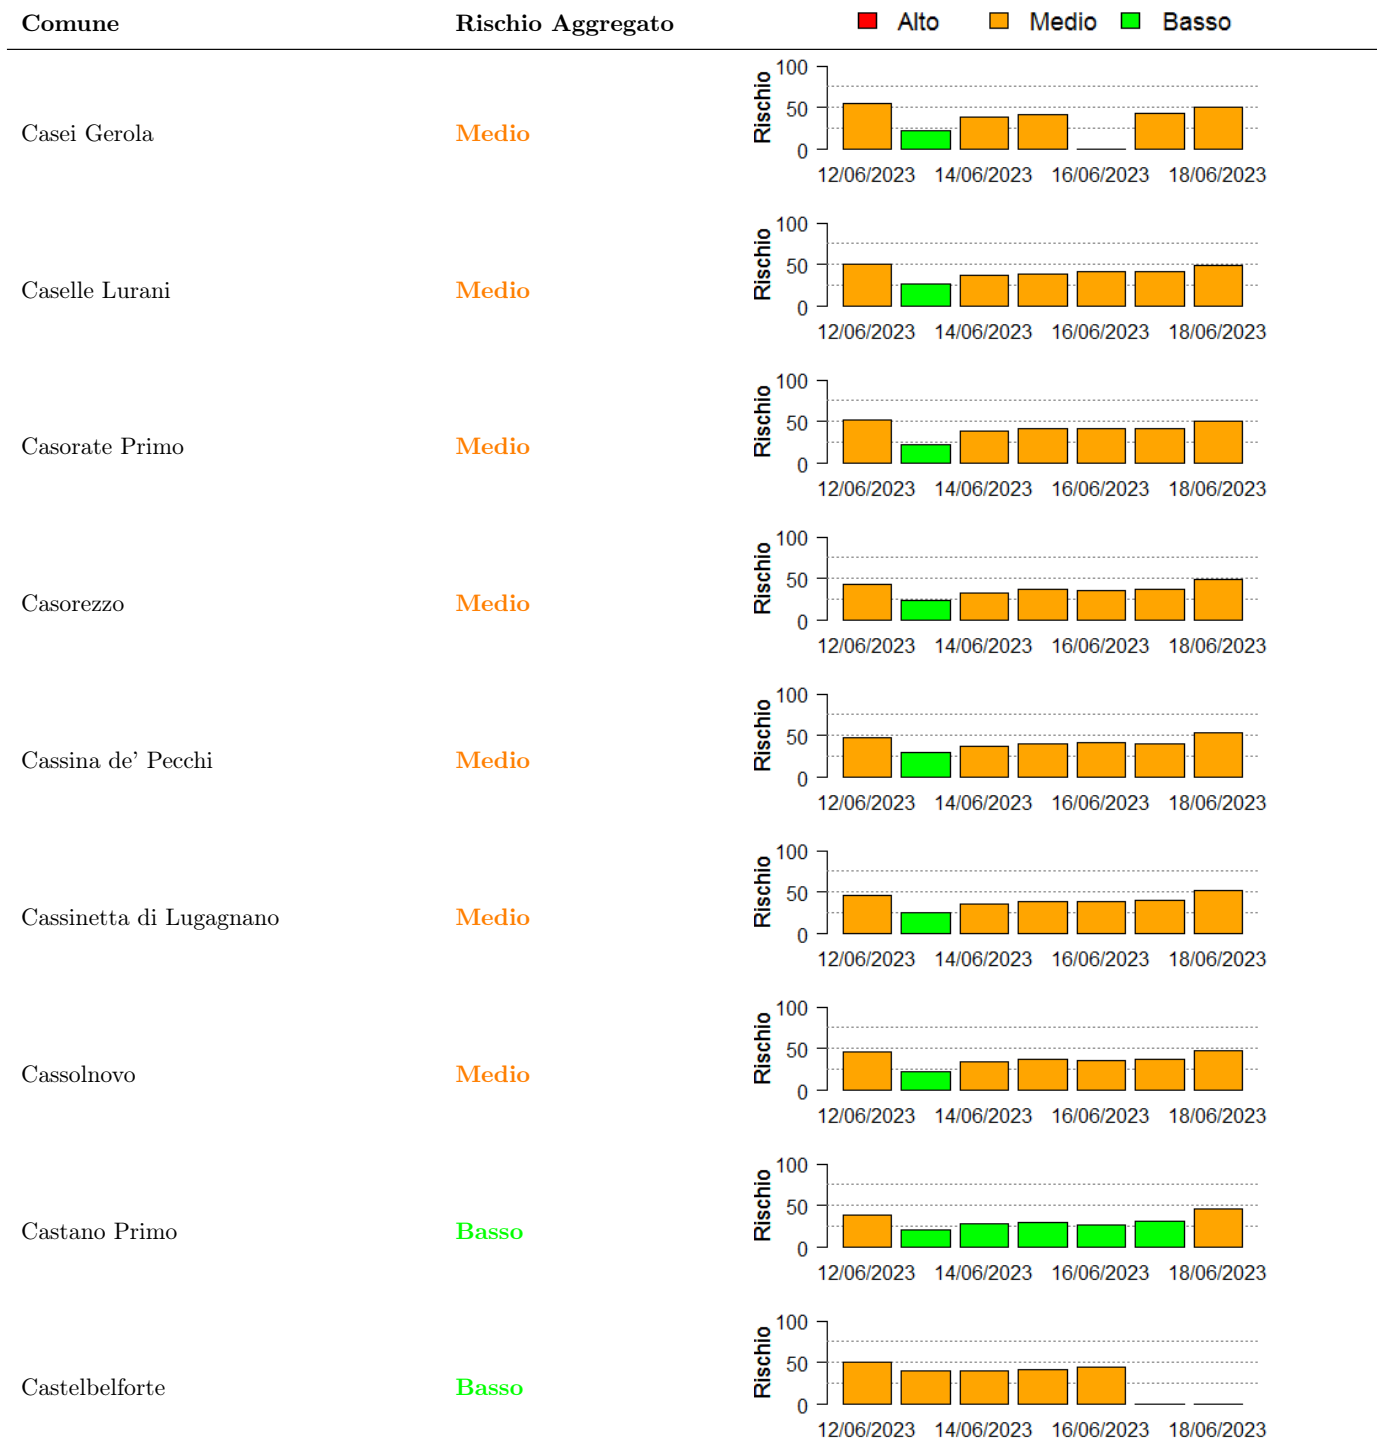 Comune Rischio Aggregato Alto Medio Basso
Casei Gerola Medio Rischio 100 50 0
12/06/2023 14/06/2023 16/06/2023 18/06/2023
Caselle Lurani Medio Rischio 100 50 0
12/06/2023 14/06/2023 16/06/2023 18/06/2023
Casorate Primo Medio Rischio 100 50 0
12/06/2023 14/06/2023 16/06/2023 18/06/2023
Casorezzo Medio Rischio 100 50 0
12/06/2023 14/06/2023 16/06/2023 18/06/2023
Cassina de' Pecchi Medio Rischio 100 50 0
12/06/2023 14/06/2023 16/06/2023 18/06/2023
Cassinetta di Lugagnano Medio Rischio 100 50 0
12/06/2023 14/06/2023 16/06/2023 18/06/2023
Cassolnovo Medio Rischio 100 50 0
12/06/2023 14/06/2023 16/06/2023 18/06/2023
Castano Primo Basso Rischio 100 50 0
12/06/2023 14/06/2023 16/06/2023 18/06/2023
Castelbelforte Basso Rischio 100 50 0
12/06/2023 14/06/2023 16/06/2023 18/06/2023